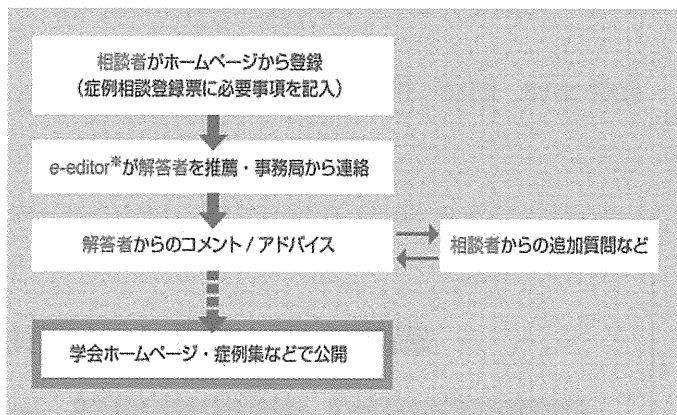 相談者がホームページから登録
（症例相談登録票に必要事項を記入）
e-editor※が解答者を推薦・事務局から連絡
解答者からのコメント / アドバイス
相談者からの追加質問など
学会ホームページ・症例集などで公開